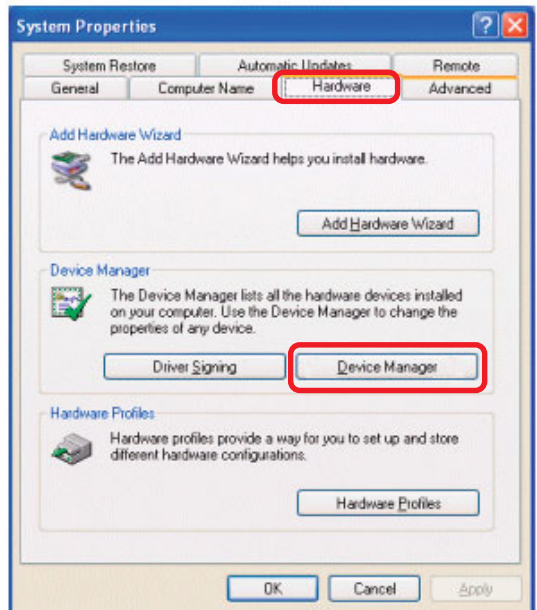 System Properties
System Restore Automatic Updates Remote
General Computer Name Hardware Advanced
Add Hardware Wizard
The Add Hardware Wizard helps you install hardware.
Add Hardware Wizard
Device Manager
The Device Manager lists all the hardware devices installed
on your computer. Use the Device Manager to change the
properties of any device.
Driver Signing Device Manager
Hardware Profiles
Hardware profiles provide a way for you to set up and store
different hardware configurations.
Hardware Profiles
OK Cancel Apply